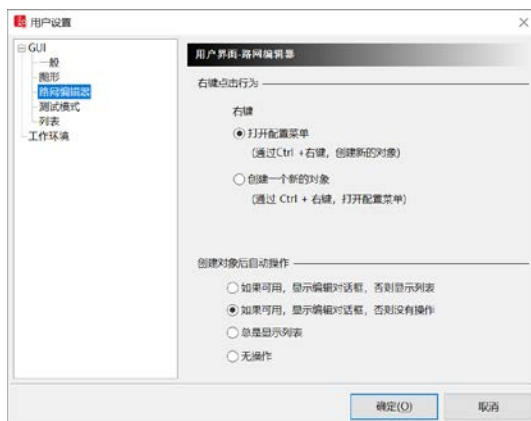 用户设置
GUI
一般
图形
路网编辑器
测试模式
列表
工作环境
用户界面-路网编辑器
右键点击行为
右键
打开配置菜单
(通过Ctrl +右键，创建新的对象)
创建一个新的对象
(通过 Ctrl + 右键，打开配置菜单)
创建对象后自动操作
如果可用，显示编辑对话框，否则显示列表
如果可用，显示编辑对话框，否则没有操作
总是显示列表
无操作
确定(O)
取消